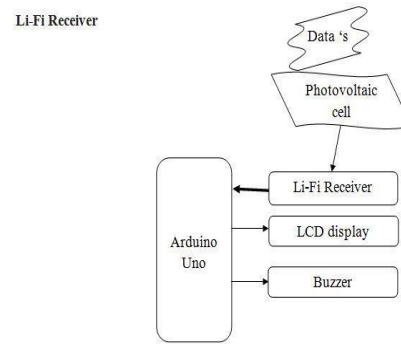 Li-Fi Receiver
Data ‘s
Photovoltaic
cell
Li-Fi Receiver
LCD display
Arduino
Uno
Buzzer